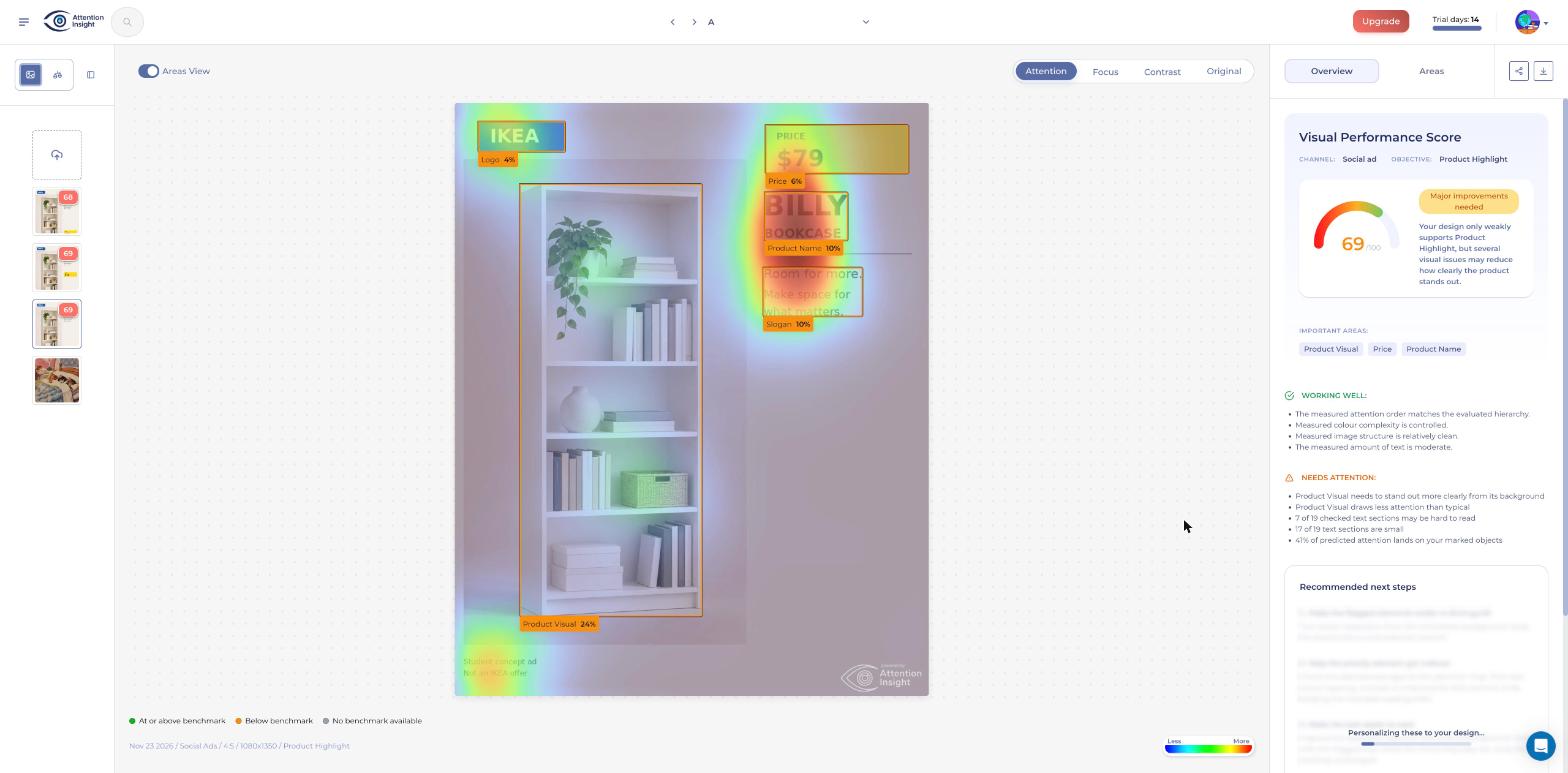 Attention
Insight
A
Upgrade
Trial days: 14
Areas View
Attention
Focus
Contrast
Original
Overview
Areas
68
69
69
IKEA
Logo 4%
PRICE
$79
Price 6%
BILLY
BOOKCASE
Product Name 10%
Room for more.
Make space for
what matters.
Slogan 10%
Product Visual 24%
Student concept ad
Not an IKEA offer
powered by
Attention
Insight
At or above benchmark
Below benchmark
No benchmark available
Nov 23 2026 / Social Ads / 4:5 / 1080x1350 / Product Highlight
Less
More
Visual Performance Score
CHANNEL: Social ad OBJECTIVE: Product Highlight
69 /100
Major improvements
needed
Your design only weakly
supports Product
Highlight, but several
visual issues may reduce
how clearly the product
stands out.
IMPORTANT AREAS:
Product Visual
Price
Product Name
WORKING WELL:
• The measured attention order matches the evaluated hierarchy.
• Measured colour complexity is controlled.
• Measured image structure is relatively clean.
• The measured amount of text is moderate.
NEEDS ATTENTION:
• Product Visual needs to stand out more clearly from its background
• Product Visual draws less attention than typical
• 7 of 19 checked text sections may be hard to read
• 17 of 19 text sections are small
• 41% of predicted attention lands on your marked objects
Recommended next steps
Personalizing these to your design...